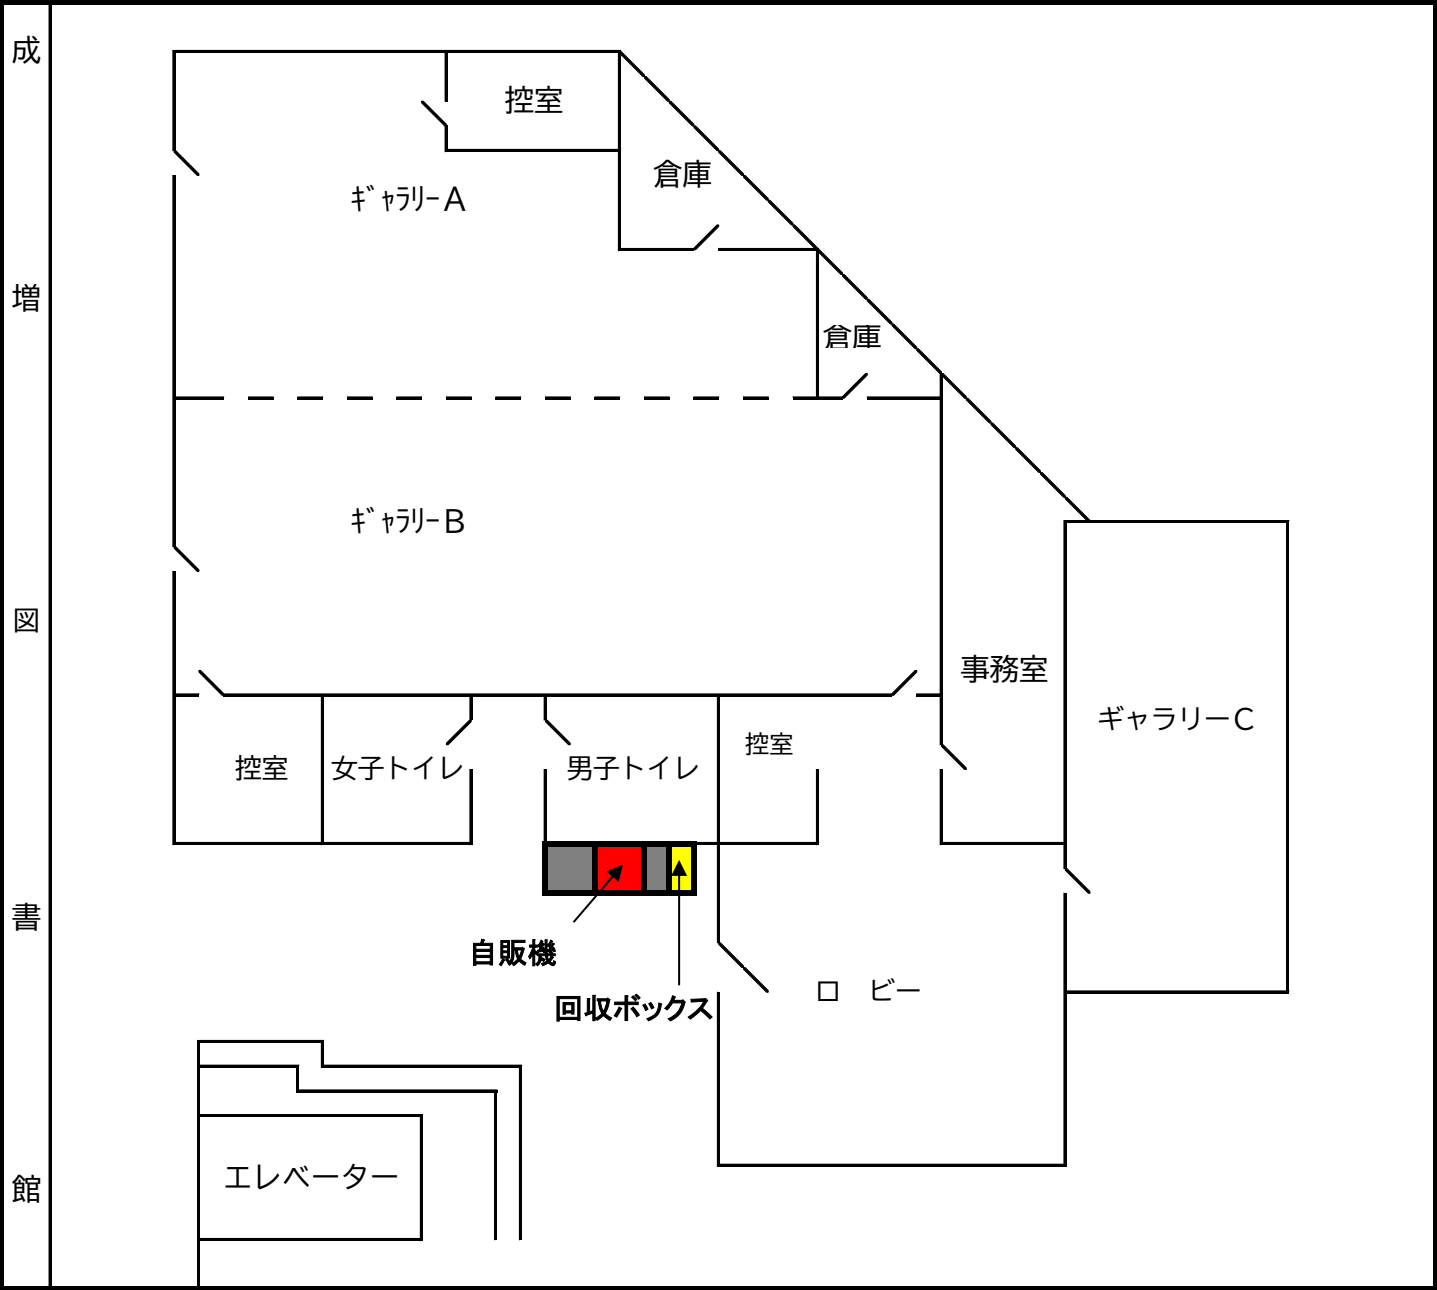 成増図書館
控室
倉庫
ｷﾞｬﾗﾘｰA
倉庫
ｷﾞｬﾗﾘｰB
事務室
ギャラリーC
控室
女子トイレ
男子トイレ
控室
自販機
回収ボックス
ロ　ビー
エレベーター